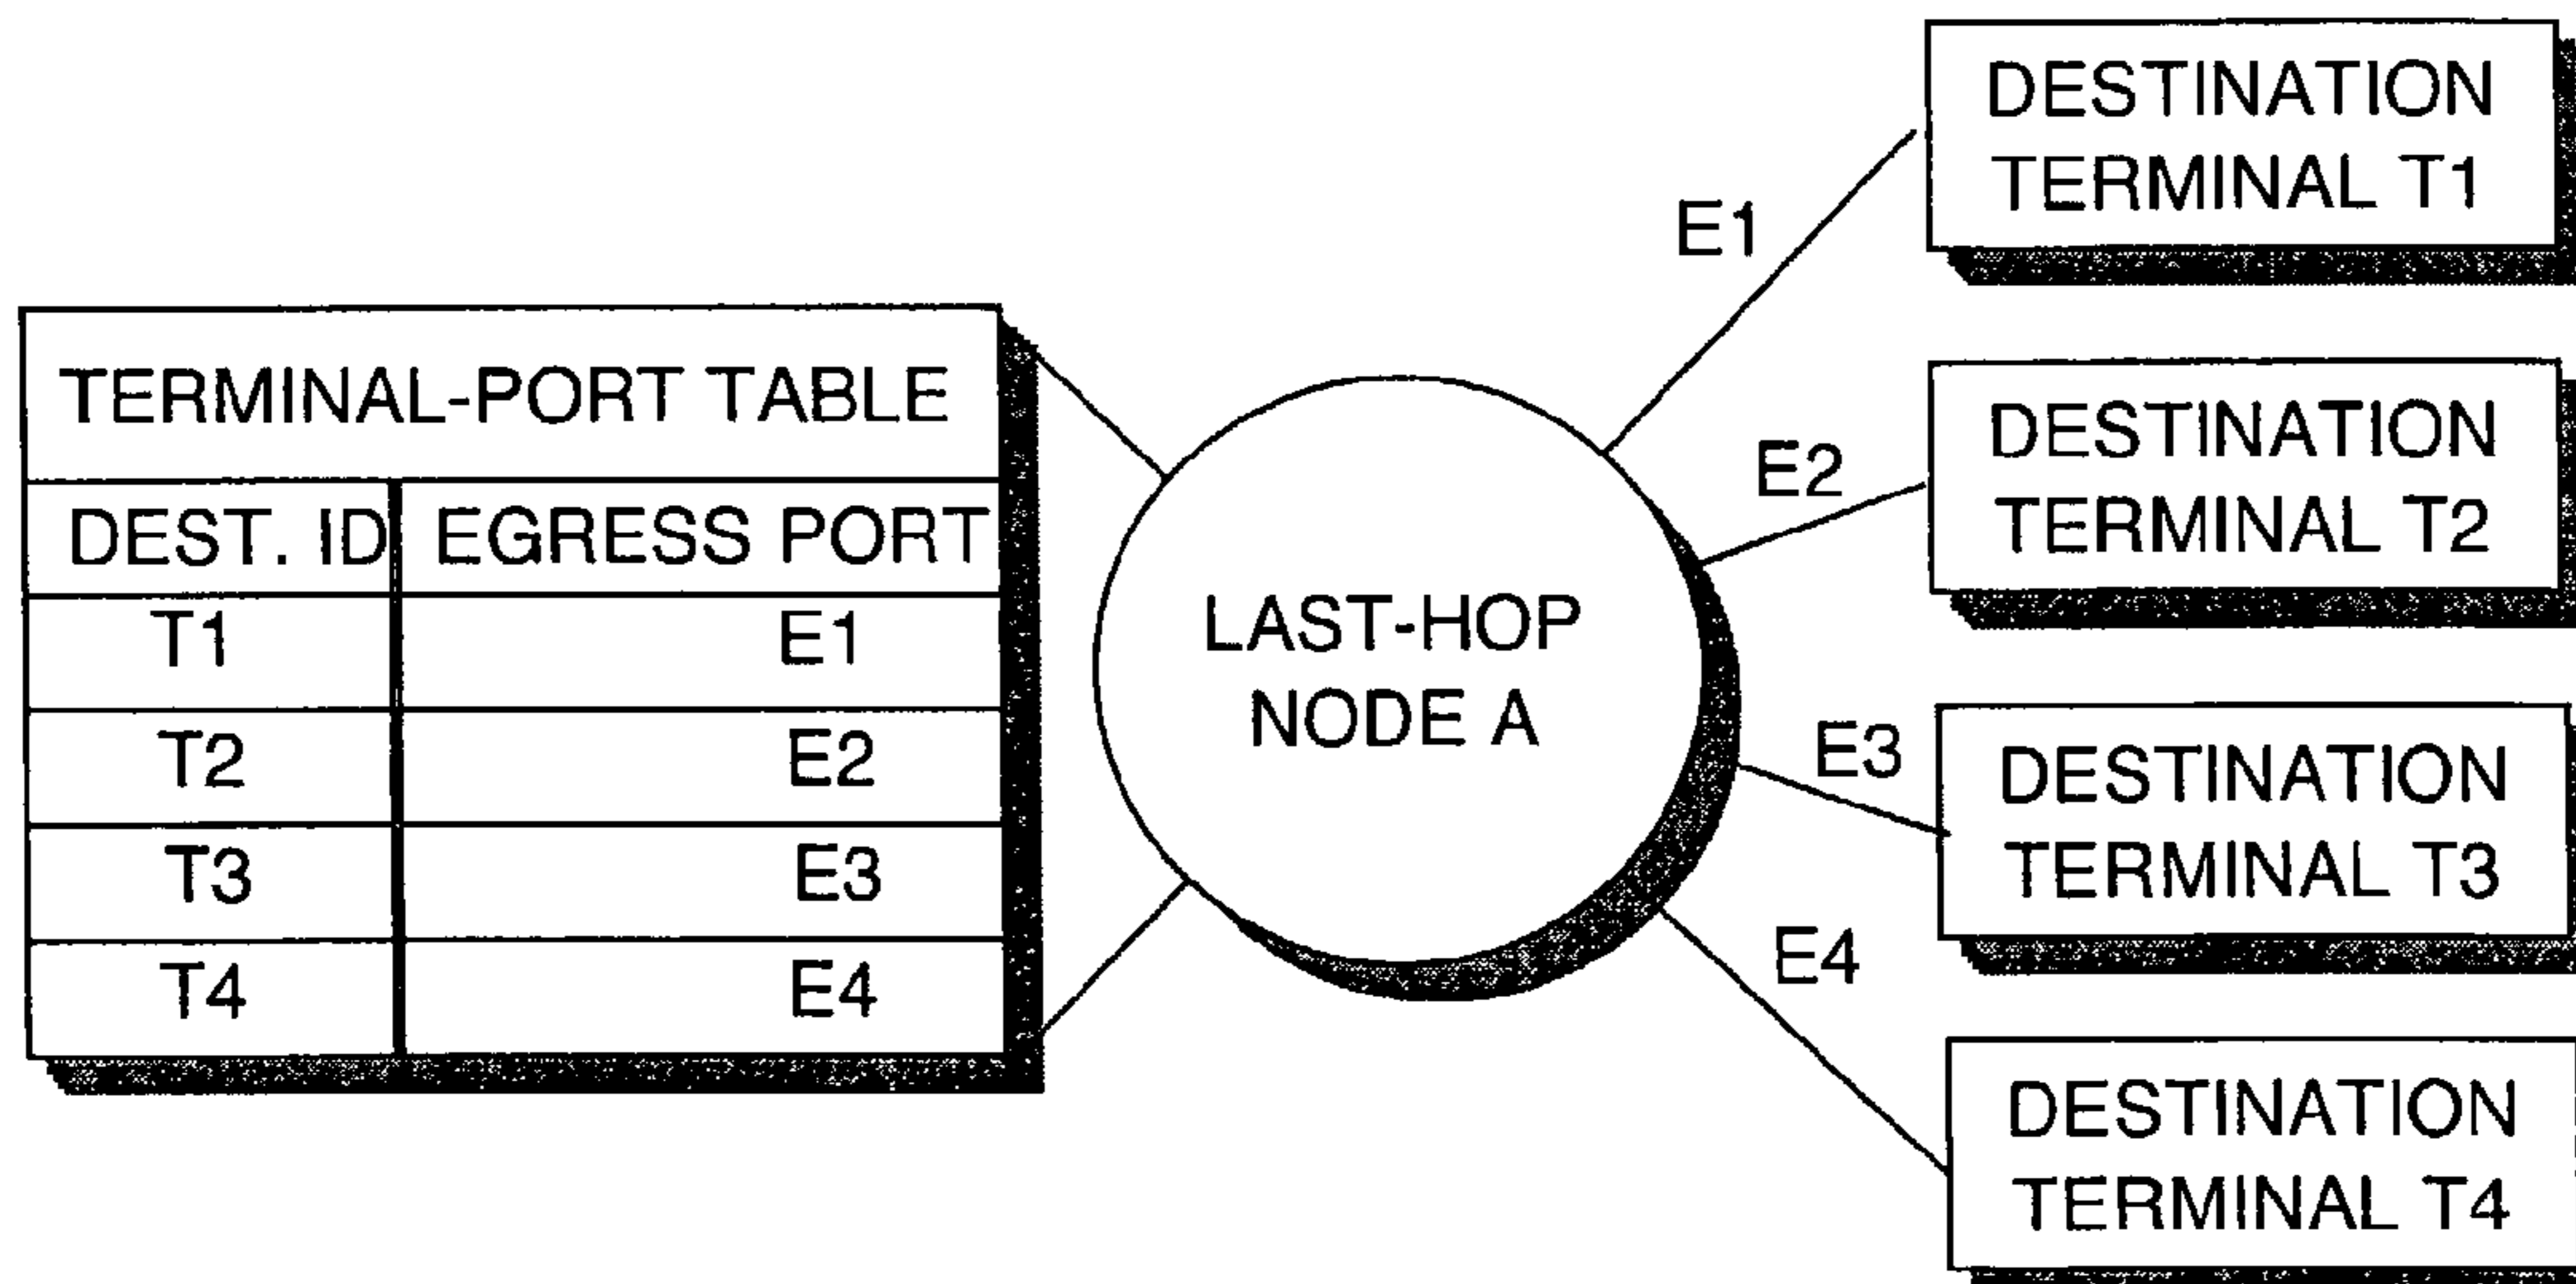 TERMINAL-PORT TABLE
DEST. ID EGRESS PORT
T1 E1
T2 E2
T3 E3
T4 E4
LAST-HOP
NODE A
E1
E2
E3
E4
DESTINATION
TERMINAL T1
DESTINATION
TERMINAL T2
DESTINATION
TERMINAL T3
DESTINATION
TERMINAL T4